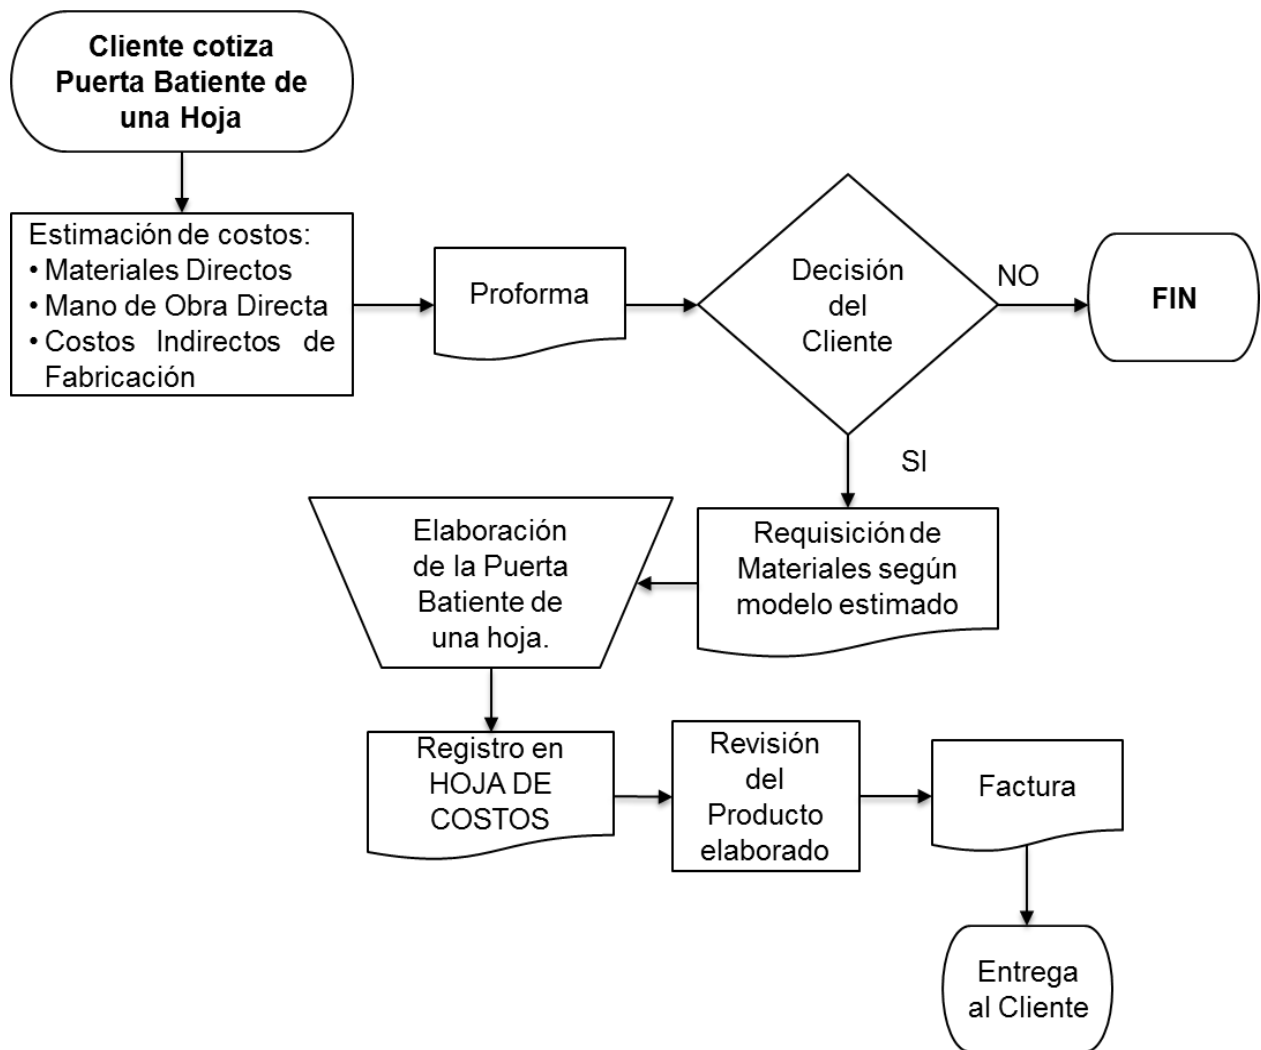 Cliente cotiza
Puerta Batiente de
una Hoja
Estimación de costos:
• Materiales Directos
• Mano de Obra Directa
• Costos Indirectos de
Fabricación
Proforma
Decisión
del
Cliente
NO
FIN
SI
Requisición de
Materiales según
modelo estimado
Elaboración
de la Puerta
Batiente de
una hoja.
Registro en
HOJA DE
COSTOS
Revisión
del
Producto
elaborado
Factura
Entrega
al Cliente